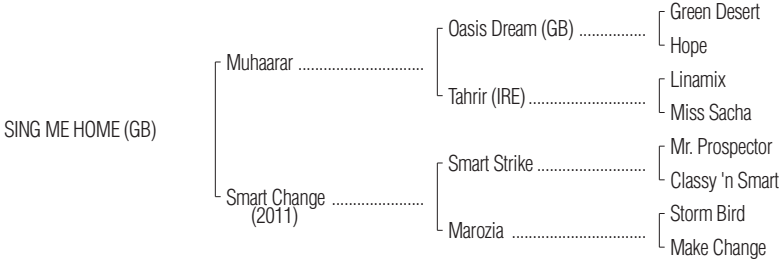 Green Desert
Oasis Dream (GB) ................
Hope
Muhaarar ..............................
Linamix
Tahrir (IRE) ............................
Miss Sacha
SING ME HOME (GB)
Mr. Prospector
Smart Strike ..........................
Classy 'n Smart
Smart Change ......................
(2011)
Storm Bird
Marozia ................................
Make Change